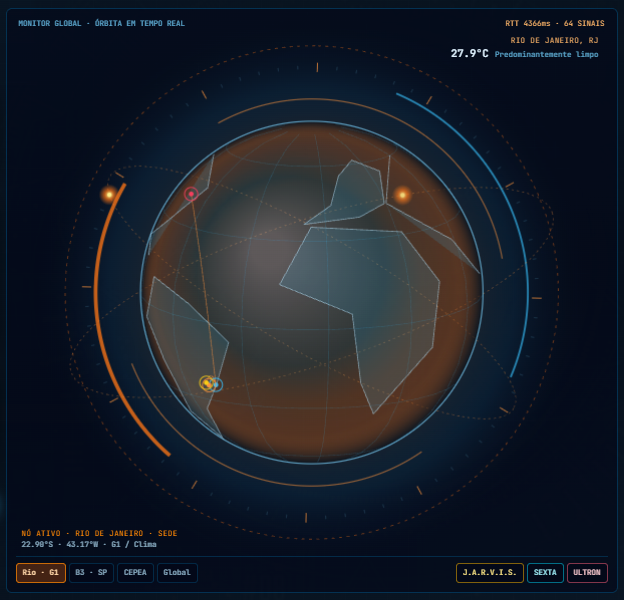 MONITOR GLOBAL · ÓRBITA EM TEMPO REAL
RTT 4366ms · 64 SINAIS
RIO DE JANEIRO, RJ
27.9°C Predominantemente limpo
NÓ ATIVO · RIO DE JANEIRO · SEDE
22.90°S · 43.17°W · G1 / Clima
Rio · G1
B3 · SP
CEPEA
Global
J.A.R.V.I.S.
SEXTA
ULTRON